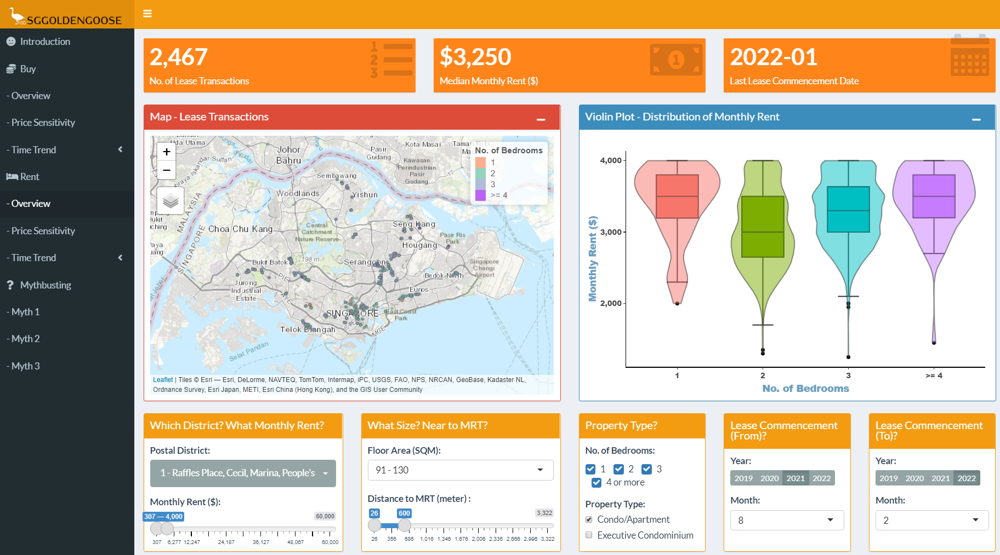 SGGOLDENGOOSE
Introduction
Buy
- Overview
- Price Sensitivity
- Time Trend
Rent
- Overview
- Price Sensitivity
- Time Trend
Mythbusting
- Myth 1
- Myth 2
- Myth 3
2,467
No. of Lease Transactions
1
2
3
$3,250
Median Monthly Rent ($)
1
2022-01
Last Lease Commencement Date
Map - Lease Transactions
+
−
Uda Utama
Johor
Bahru
Pasir
Gudang
Kota Masai
Kawasan
Perindustrian
Pasir
Gudang
17
No. of Bedrooms
1
2
3
>= 4
Sembawang
Woodlands
Yishun
MALAYSIA
SINGAPORE
Choa Chu Kang
Central
Catchment
Nature Reserve
Seng Kang
Pasir Ris
Park
Hougang
Bukit Batok
198 m
Serangoon
Singapore
Changi
Airport
PIE
Bedok North
Jurong
Industrial
Estate
Eunos
AYE
SINGAPORE
East Coast
Park
Telok Blangah
MCE
Selat Pandan
Leaflet | Tiles © Esri — Esri, DeLorme, NAVTEQ, TomTom, Intermap, iPC, USGS, FAO, NPS, NRCAN, GeoBase, Kadaster NL,
Ordnance Survey, Esri Japan, METI, Esri China (Hong Kong), and the GIS User Community
Violin Plot - Distribution of Monthly Rent
Monthly Rent ($)
4,000
3,000
2,000
1 2 3 >= 4
No. of Bedrooms
Which District? What Monthly Rent?
Postal District:
1 - Raffles Place, Cecil, Marina, People's
Monthly Rent ($):
307 — 4,000 60,000
307 6,277 12,247 24,187 36,127 48,067 60,000
What Size? Near to MRT?
Floor Area (SQM):
91 - 130
Distance to MRT (meter) :
26 600 3,322
26 356 686 1,016 1,346 1,676 2,006 2,336 2,666 2,996 3,322
Property Type?
No. of Bedrooms:
1 2 3
4 or more
Property Type:
Condo/Apartment
Executive Condominium
Lease Commencement
(From)?
Year:
2019 2020 2021 2022
Month:
8
Lease Commencement
(To)?
Year:
2019 2020 2021 2022
Month:
2